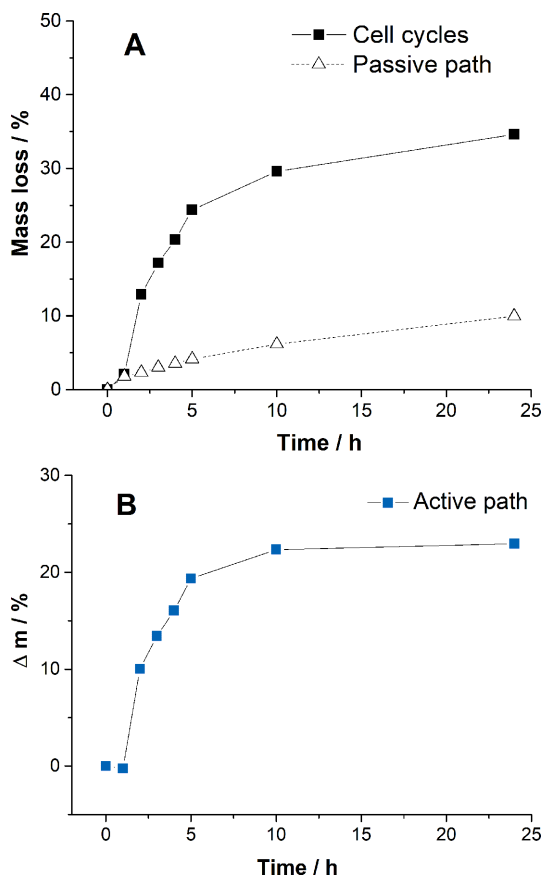 A
Cell cycles
Passive path
Mass loss / %
50
40
30
20
10
0
0 5 10 15 20 25
Time / h
B
Active path
Δ m / %
30
20
10
0
0 5 10 15 20 25
Time / h